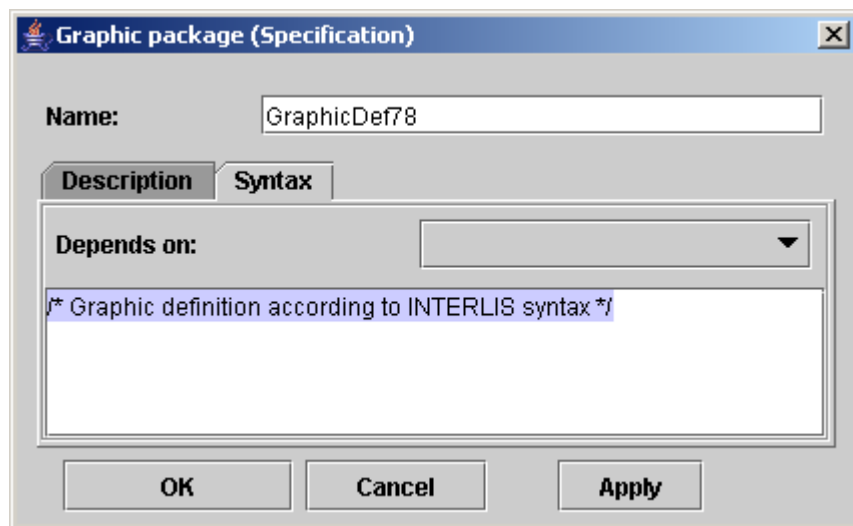 Graphic package (Specification)
Name: GraphicDef78
Description Syntax
Depends on:
/* Graphic definition according to INTERLIS syntax */
OK Cancel Apply